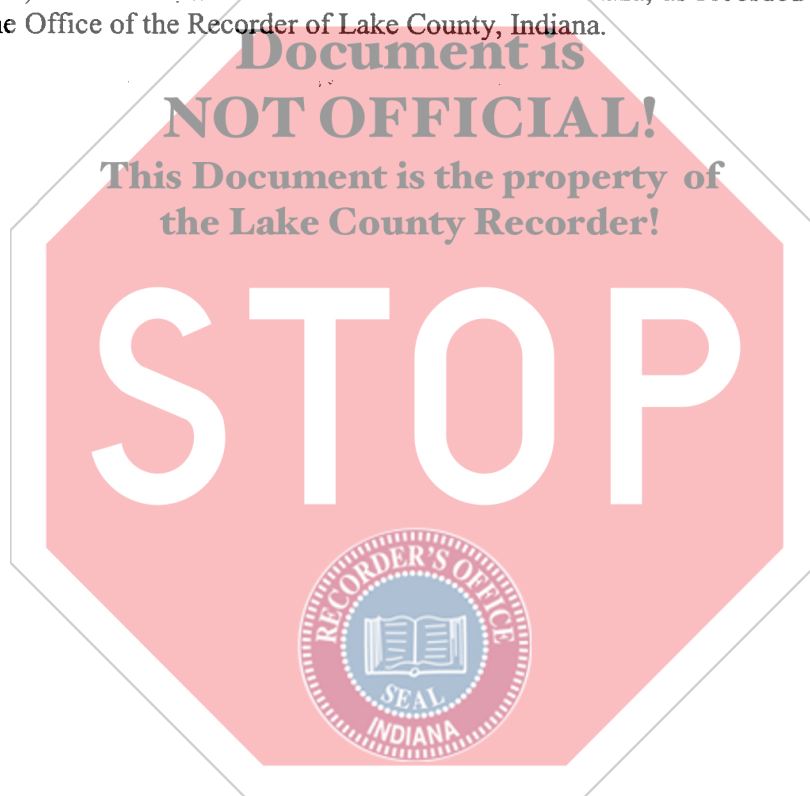 e Office of the Recorder of Lake County, Indiana.
Document is
NOT OFFICIAL!
This Document is the property of
the Lake County Recorder!
STOP
RECORDER'S OFFICE
SEAL
INDIANA